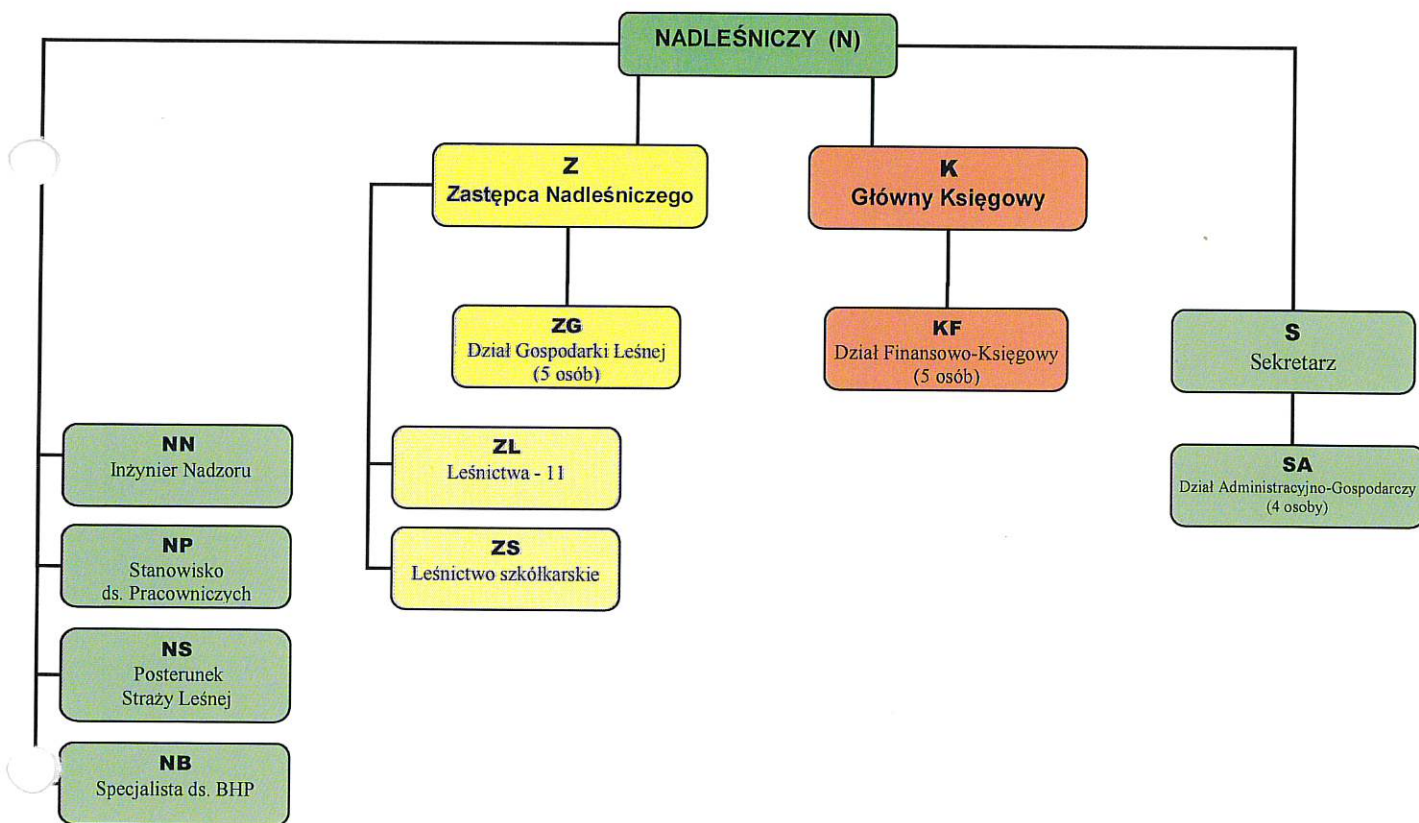 NADLEŚNICZY (N)
Z
Zastępca Nadleśniczego
K
Główny Księgowy
ZG
Dział Gospodarki Leśnej
(5 osób)
KF
Dział Finansowo-Księgowy
(5 osób)
S
Sekretarz
NN
Inżynier Nadzoru
ZL
Leśnictwa - 11
SA
Dział Administracyjno-Gospodarczy
(4 osoby)
NP
Stanowisko
ds. Pracowniczych
ZS
Leśnictwo szkółkarskie
NS
Posterunek
Straży Leśnej
NB
Specjalista ds. BHP